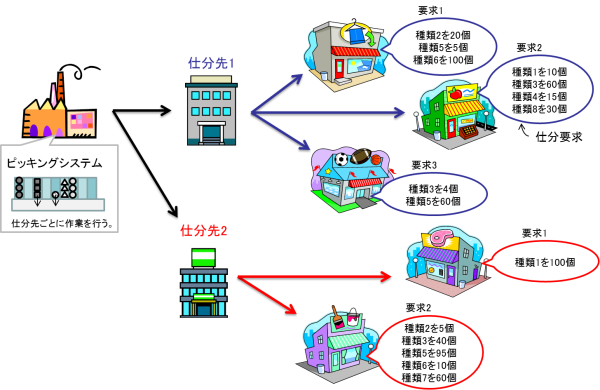 要求1
仕分先1
種類2を20個
種類5を5個
種類6を100個
要求2
種類1を10個
種類3を60個
種類4を15個
種類8を30個
仕分要求
ピッキングシステム
仕分先ごとに作業を行う。
要求3
種類3を4個
種類5を60個
仕分先2
要求1
種類1を100個
要求2
種類2を5個
種類3を40個
種類5を95個
種類6を10個
種類7を60個